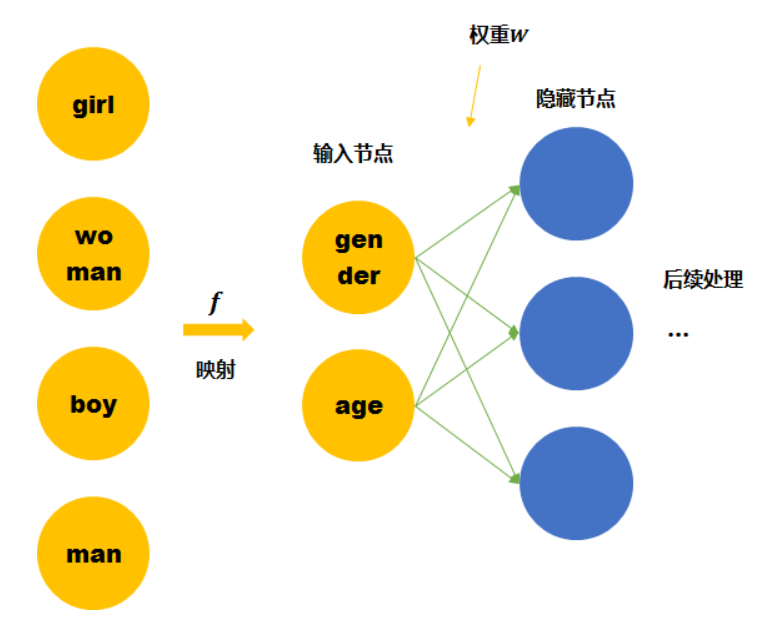 girl
wo
man
boy
man
f
映射
输入节点
gen
der
age
权重w
隐藏节点
后续处理
...